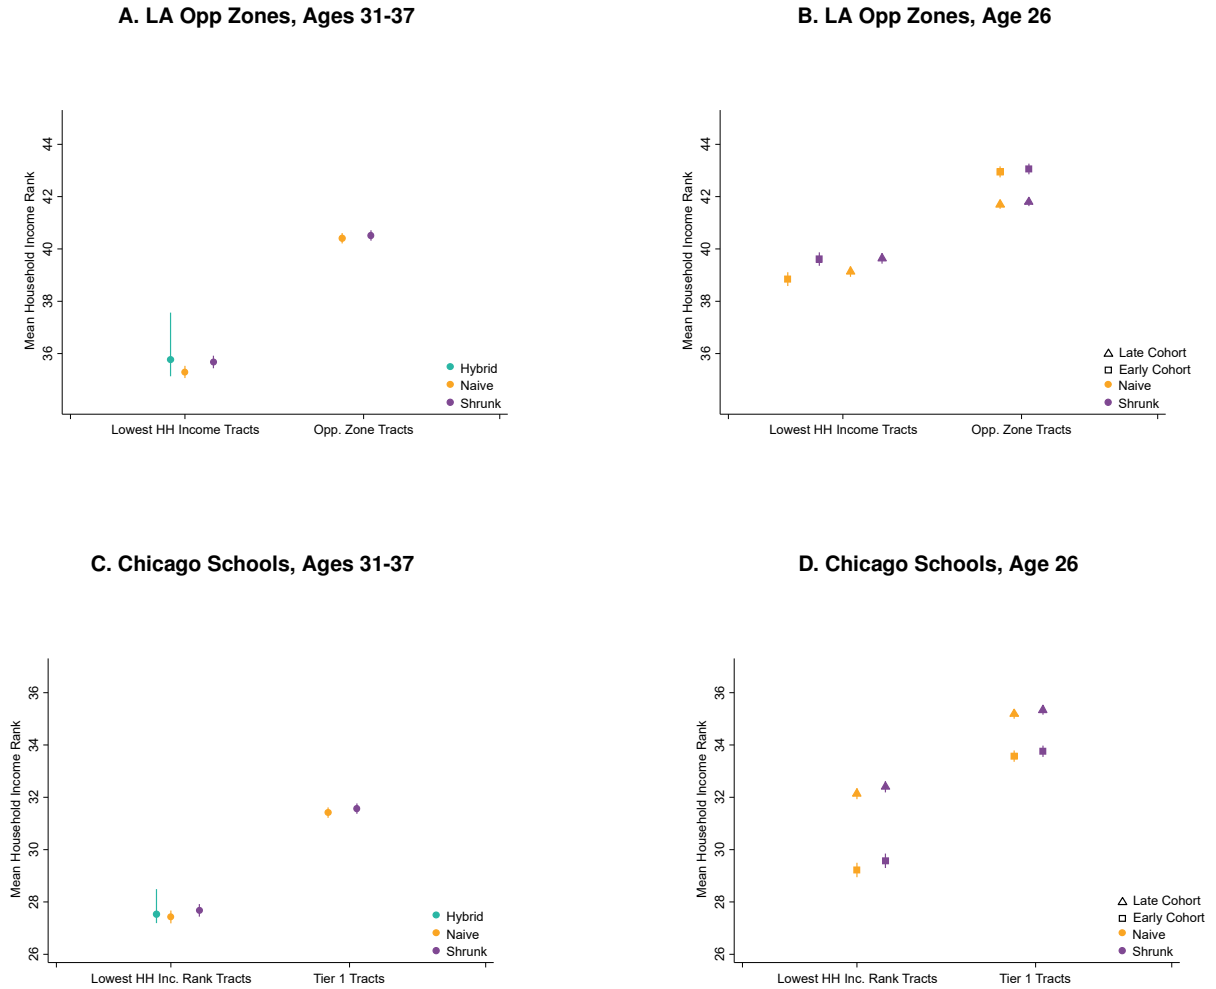 A. LA Opp Zones, Ages 31-37
Mean Household Income Rank
44
42
40
38
36
Hybrid
Naive
Shrunk
Lowest HH Income Tracts
Opp. Zone Tracts
B. LA Opp Zones, Age 26
Mean Household Income Rank
44
42
40
38
36
Late Cohort
Early Cohort
Naive
Shrunk
Lowest HH Income Tracts
Opp. Zone Tracts
C. Chicago Schools, Ages 31-37
Mean Household Income Rank
36
34
32
30
28
26
Hybrid
Naive
Shrunk
Lowest HH Inc. Rank Tracts
Tier 1 Tracts
D. Chicago Schools, Age 26
Mean Household Income Rank
36
34
32
30
28
26
Late Cohort
Early Cohort
Naive
Shrunk
Lowest HH Inc. Rank Tracts
Tier 1 Tracts